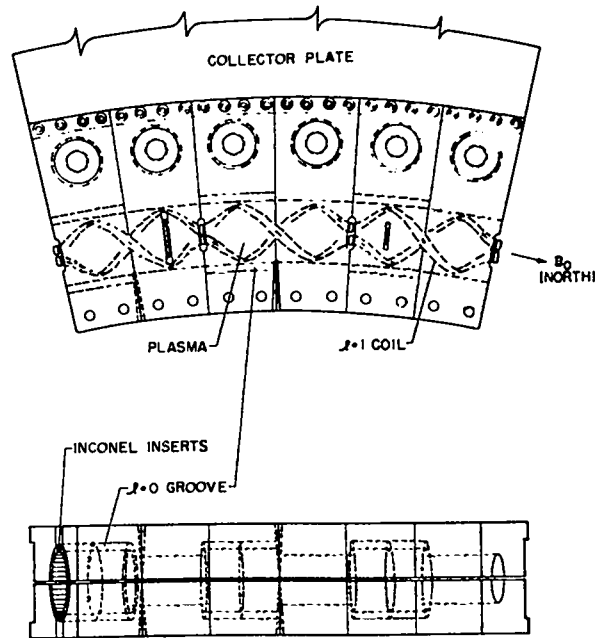 COLLECTOR PLATE
B₀
(NORTH)
PLASMA
ℓ=1 COIL
INCONEL INSERTS
ℓ=0 GROOVE